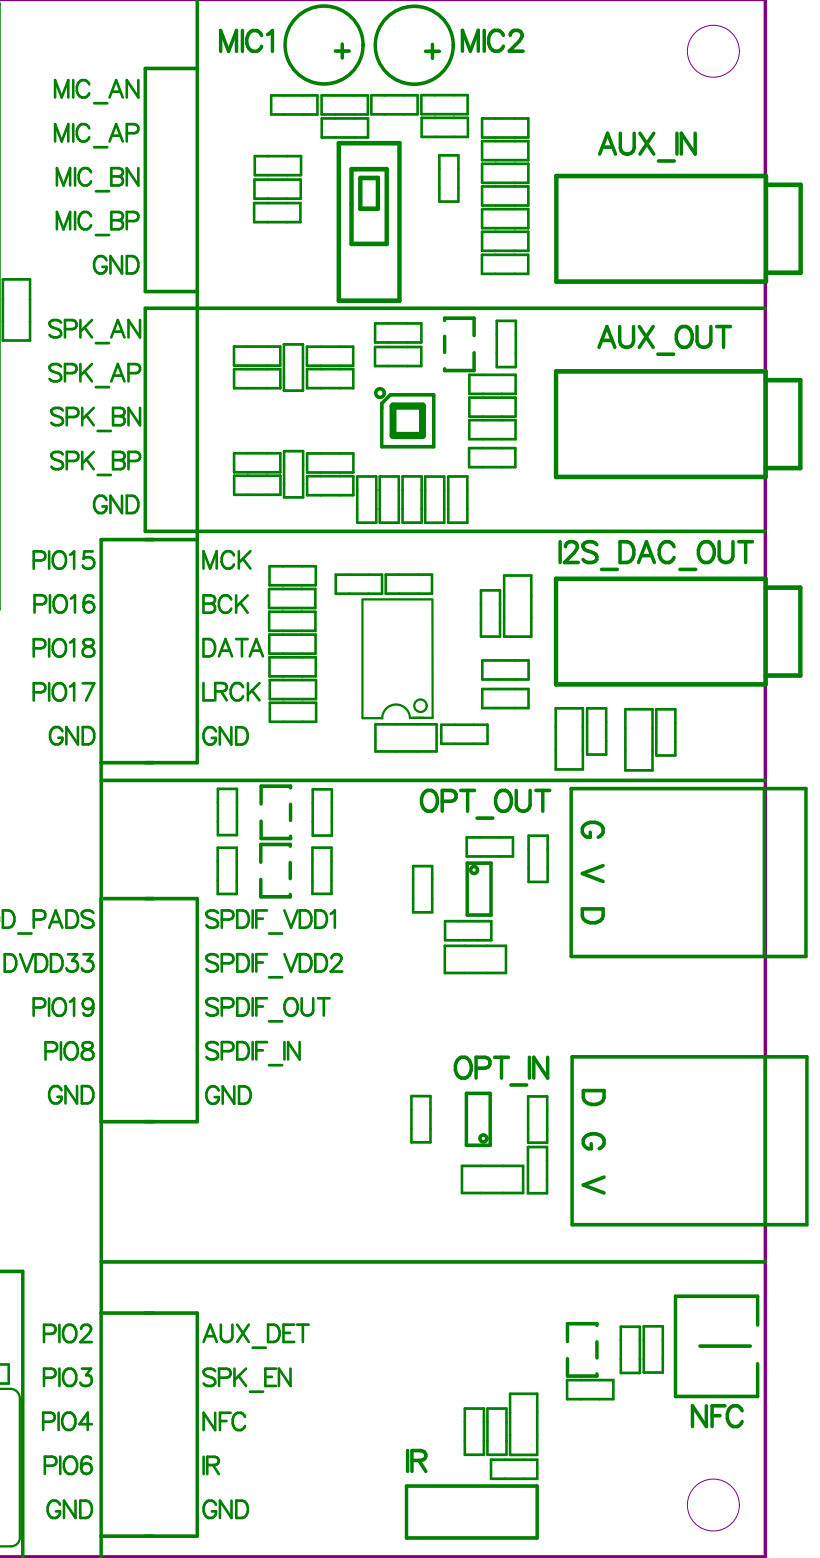 MIC1 + + MIC2
MIC_AN
MIC_AP
MIC_BN
MIC_BP
GND
AUX_IN
SPK_AN
SPK_AP
SPK_BN
SPK_BP
GND
AUX_OUT
PIO15 MCK
PIO16 BCK
PIO18 DATA
PIO17 LRCK
GND GND
I2S_DAC_OUT
OPT_OUT
G V D
D_PADS SPDIF_VDD1
DVDD33 SPDIF_VDD2
PIO19 SPDIF_OUT
PIO8 SPDIF_IN
GND GND
OPT_IN
D G V
PIO2 AUX_DET
PIO3 SPK_EN
PIO4 NFC
PIO6 IR
GND GND
NFC
IR